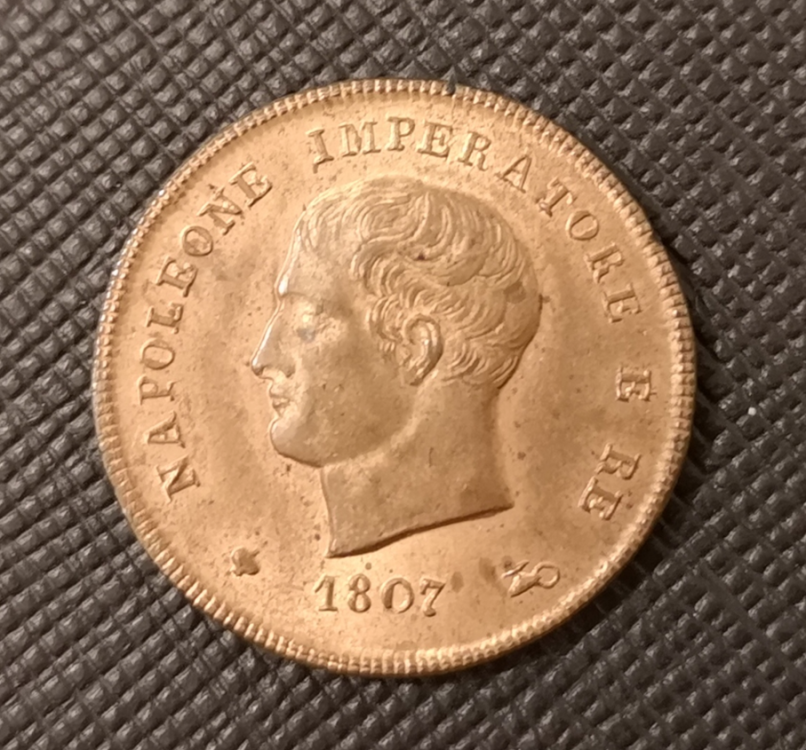 NAPOLEONE IMPERATORE E RE
1807